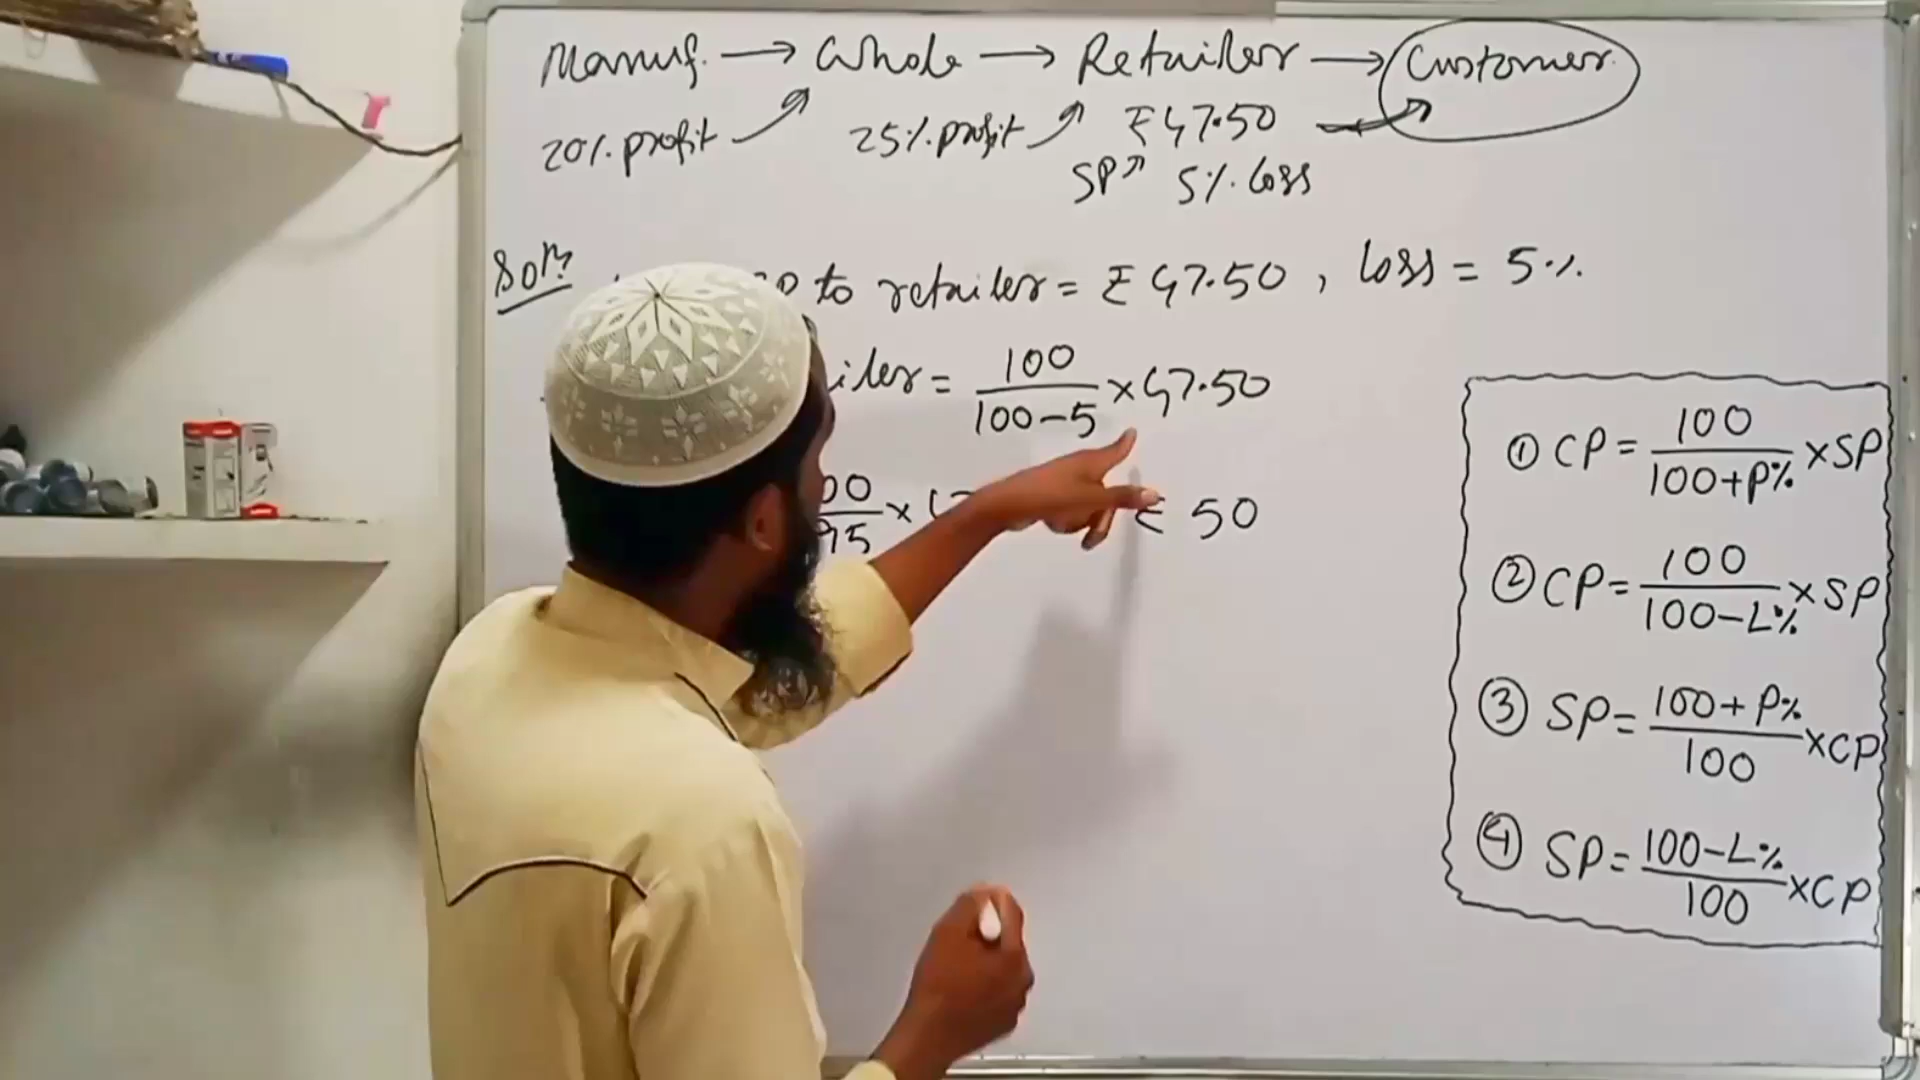 Manuf. → Whole → Retailer → Customer
20% profit 25% profit ₹47.50
SP 5% loss
Soln to retailer = ₹47.50, loss = 5%
= 100/100-5 × 47.50
95 × ₹ 50
① CP = 100/100+P% × SP
② CP = 100/100-L% × SP
③ SP = 100+P%/100 × CP
④ SP = 100-L%/100 × CP